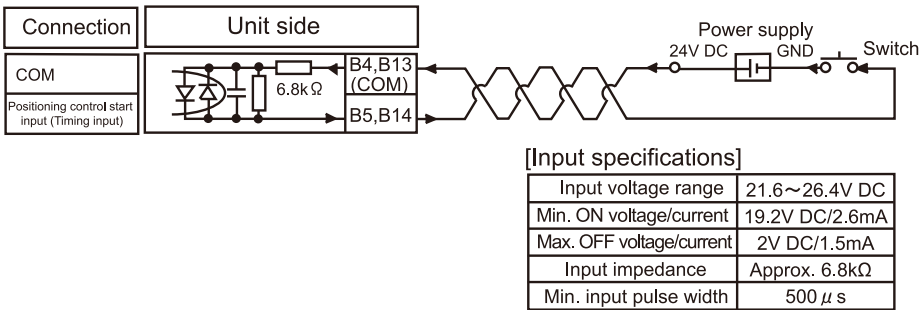 Connection
Unit side
Power supply
24V DC
GND
Switch
COM
6.8kΩ
B4,B13
(COM)
Positioning control start
input (Timing input)
B5,B14
[Input specifications]
Input voltage range 21.6～26.4V DC
Min. ON voltage/current 19.2V DC/2.6mA
Max. OFF voltage/current 2V DC/1.5mA
Input impedance Approx. 6.8kΩ
Min. input pulse width 500 μ s